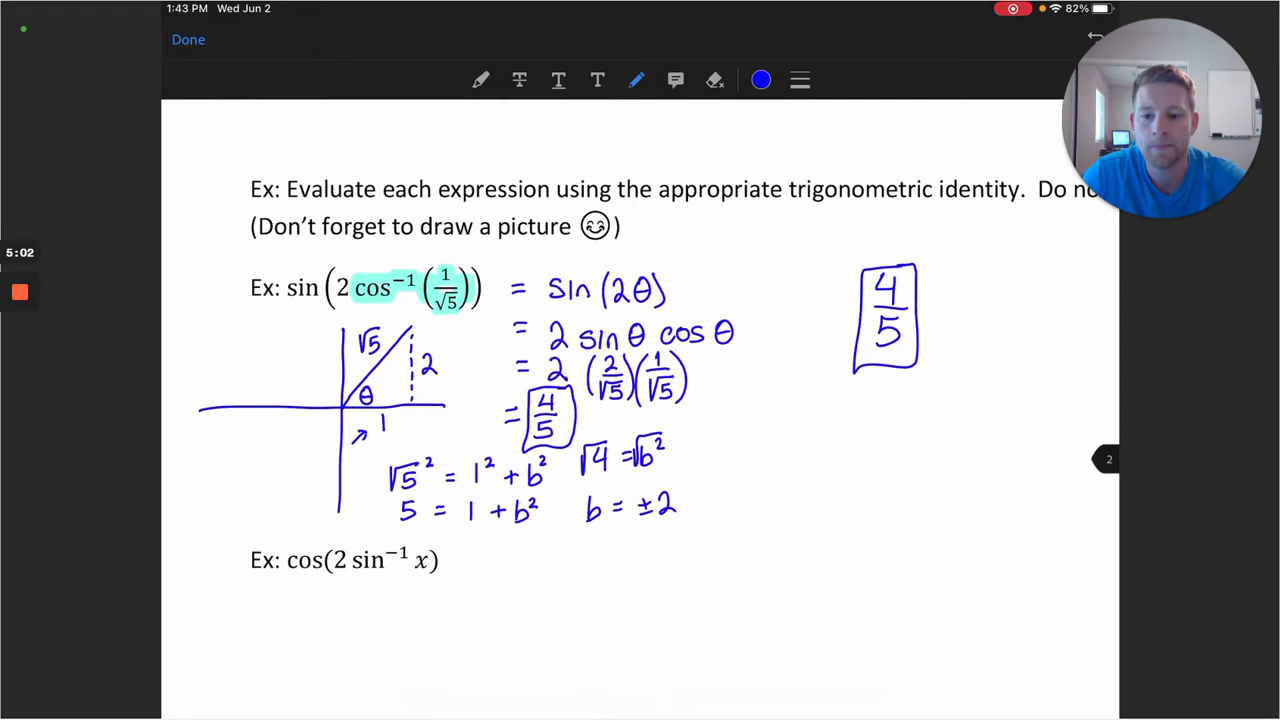 1:43 PM Wed Jun 2
82%
Done
Ex: Evaluate each expression using the appropriate trigonometric identity. Do no
(Don't forget to draw a picture 😊)
5:02
Ex: sin (2 cos⁻¹ (1/√5)) = sin (2θ)
= 2 sin θ cos θ
= 2 (2/√5)(1/√5)
= 4/5
4/5
√5
2
θ
1
√5² = 1² + b²
5 = 1 + b²
√4 = √b²
b = ±2
2
Ex: cos(2 sin⁻¹ x)